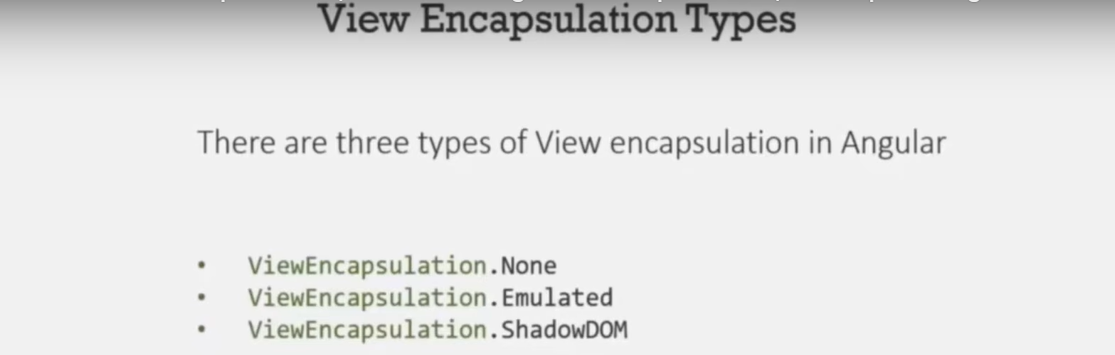 View Encapsulation Types
There are three types of View encapsulation in Angular
• ViewEncapsulation.None
• ViewEncapsulation.Emulated
• ViewEncapsulation.ShadowDOM